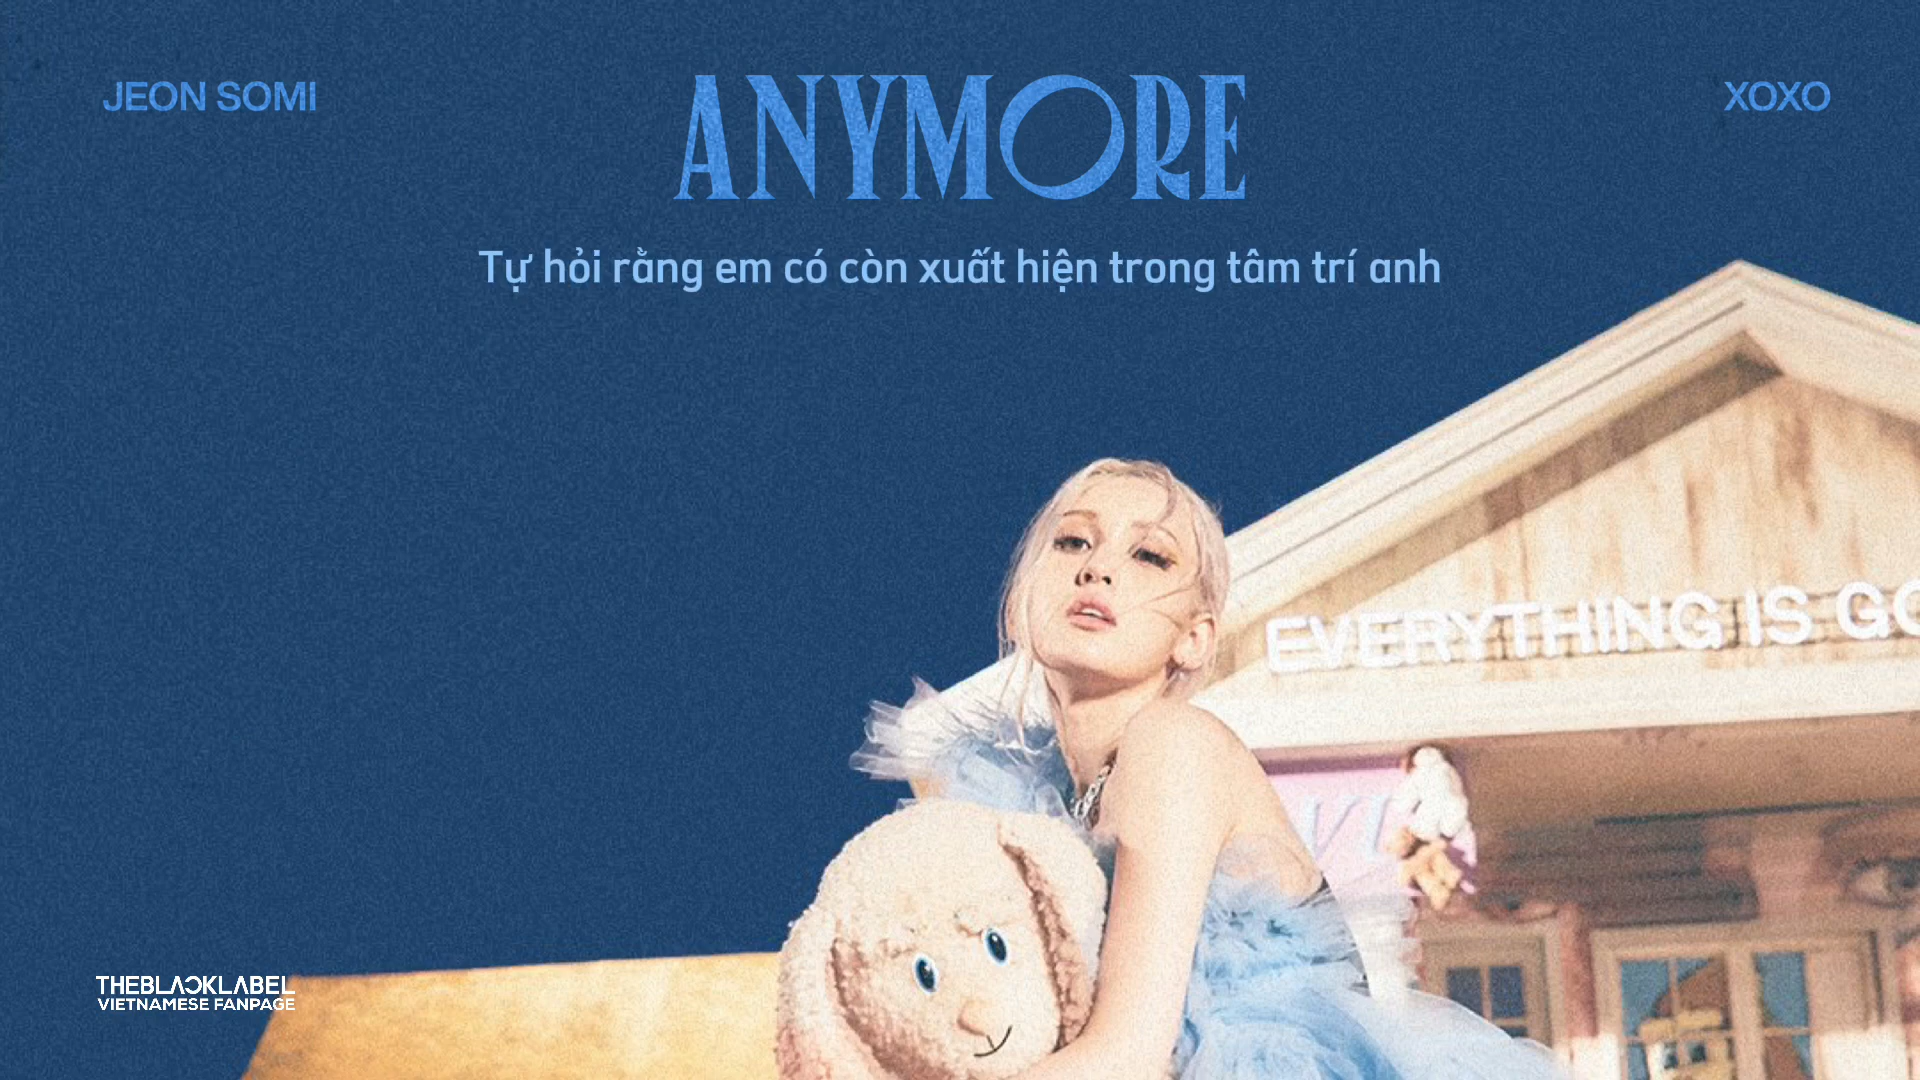 JEON SOMI
ANYMORE
XOXO
Tự hỏi rằng em có còn xuất hiện trong tâm trí anh
EVERYTHING IS GO
THEBLACKLABEL
VIETNAMESE FANPAGE